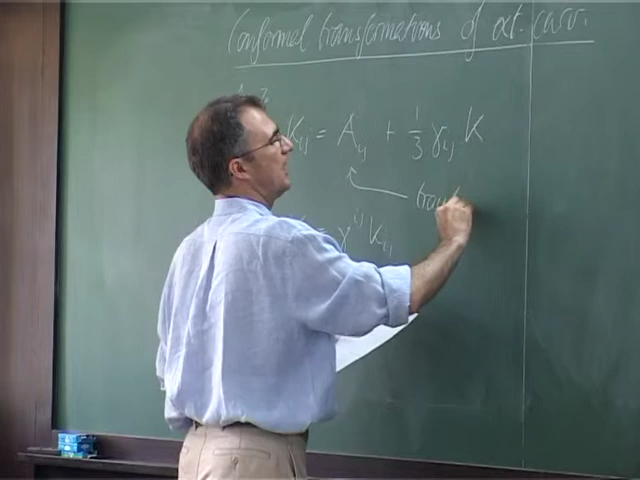 Conformal transformations of ext. curv.
K_ij = A_ij + 1/3 γ_ij K
γ^ij K_ij